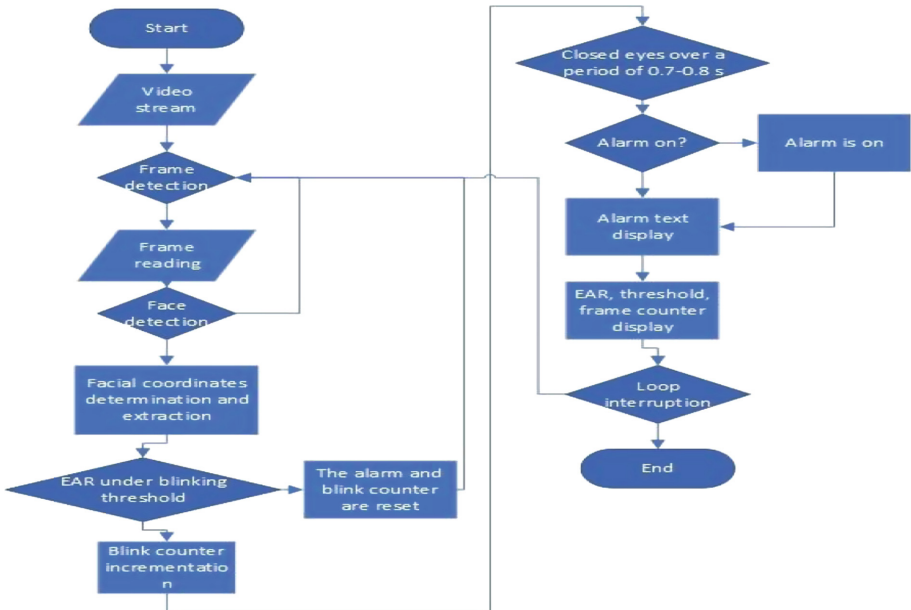 Start
Video
stream
Frame
detection
Frame
reading
Face
detection
Facial coordinates
determination and
extraction
EAR under blinking
threshold
The alarm and
blink counter
are reset
Blink counter
incrementatio
n
Closed eyes over a
period of 0.7-0.8 s
Alarm on?
Alarm is on
Alarm text
display
EAR, threshold,
frame counter
display
Loop
interruption
End